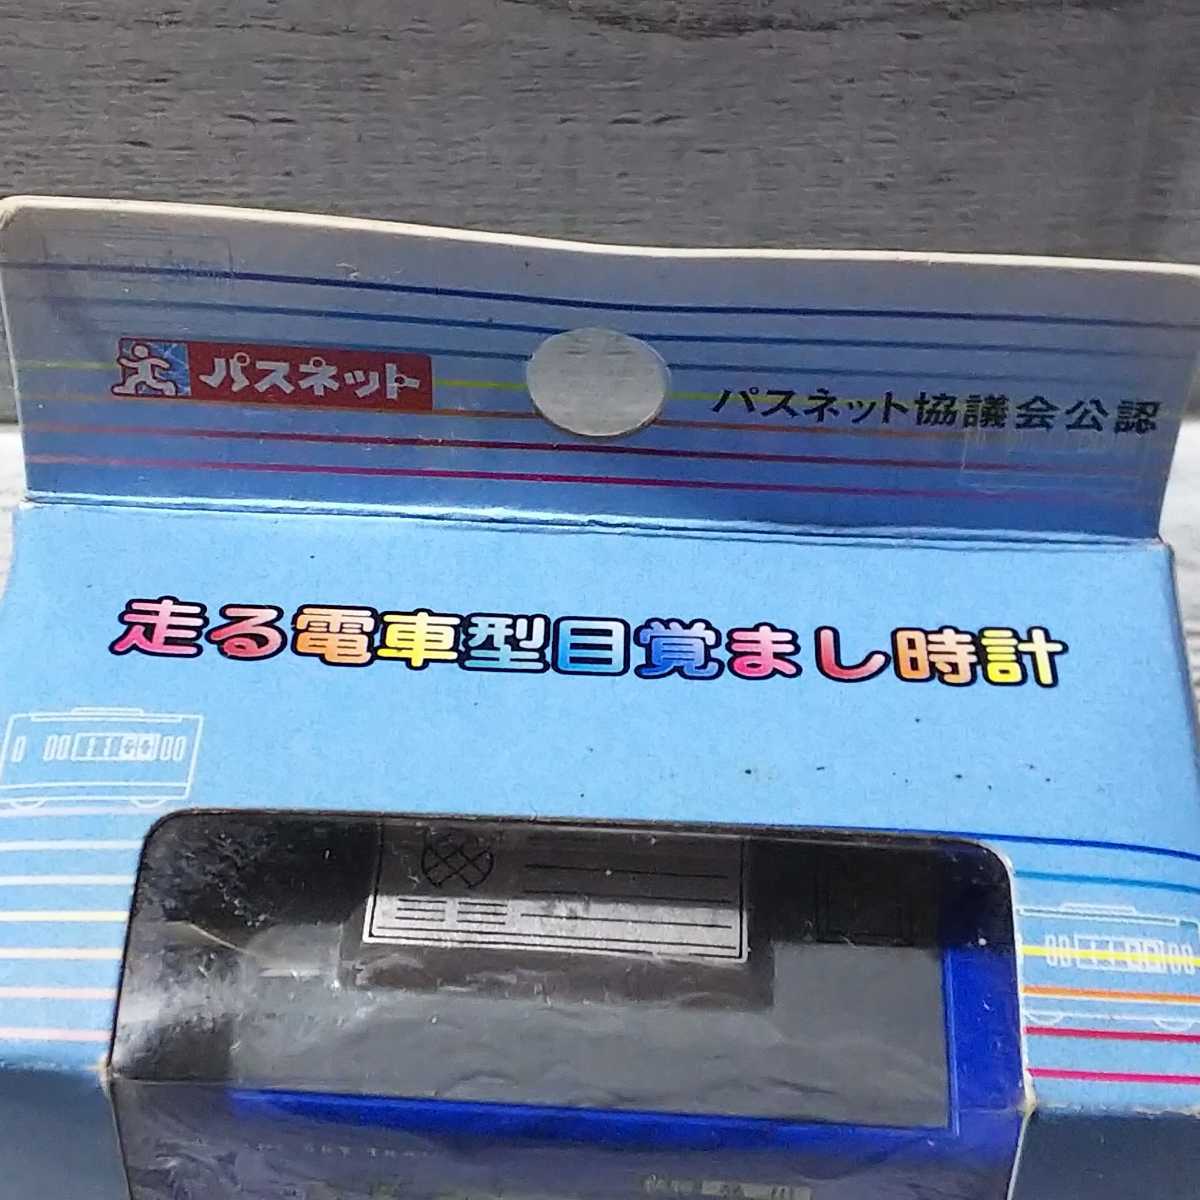 パスネット
パスネット協議会公認
走る電車型目覚まし時計